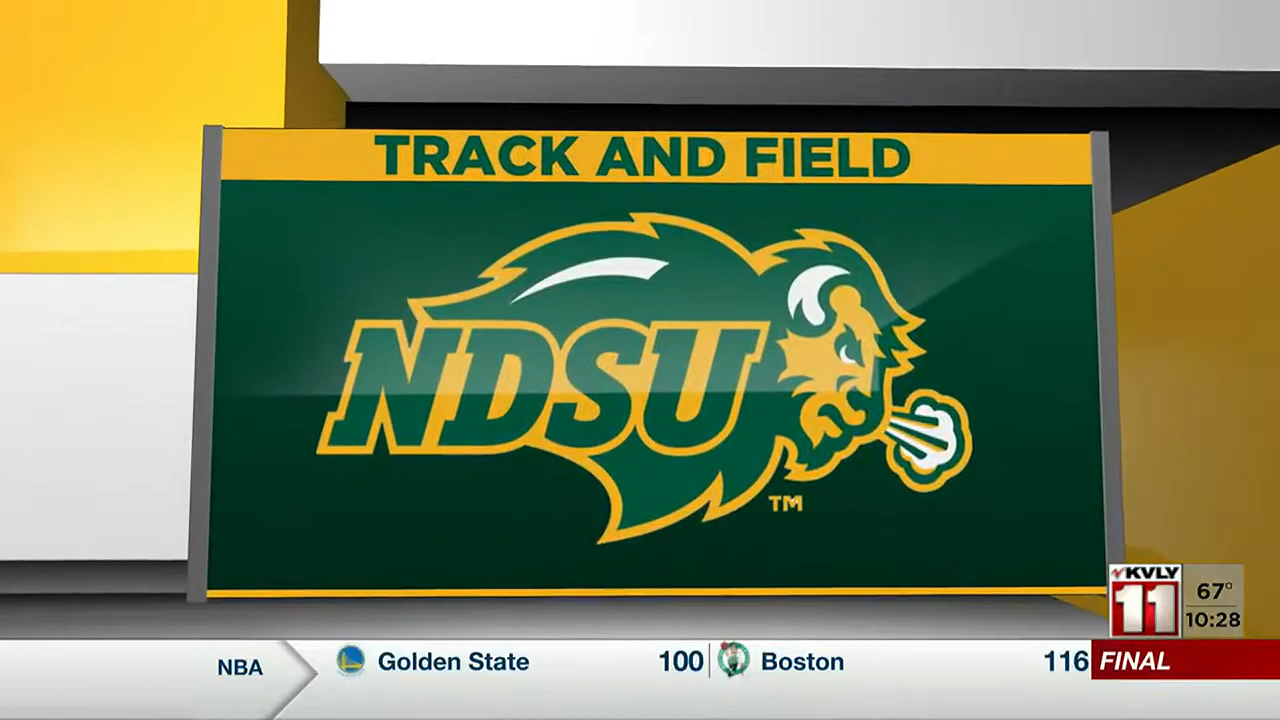 TRACK AND FIELD
NDSU
TM
KVLY
11
67°
10:28
NBA Golden State 100 Boston 116 FINAL